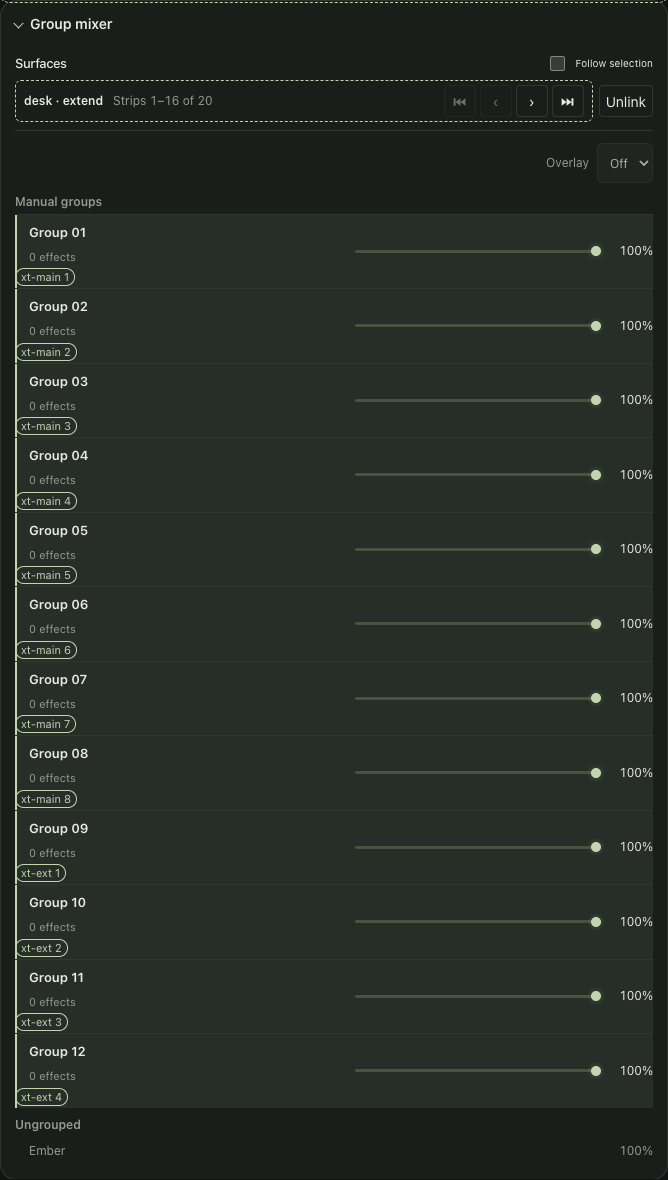 Group mixer
Surfaces Follow selection
desk · extend Strips 1–16 of 20 ⏮ ‹ › ⏭ Unlink
Overlay Off
Manual groups
Group 01
0 effects 100%
xt-main 1
Group 02
0 effects 100%
xt-main 2
Group 03
0 effects 100%
xt-main 3
Group 04
0 effects 100%
xt-main 4
Group 05
0 effects 100%
xt-main 5
Group 06
0 effects 100%
xt-main 6
Group 07
0 effects 100%
xt-main 7
Group 08
0 effects 100%
xt-main 8
Group 09
0 effects 100%
xt-ext 1
Group 10
0 effects 100%
xt-ext 2
Group 11
0 effects 100%
xt-ext 3
Group 12
0 effects 100%
xt-ext 4
Ungrouped
Ember 100%